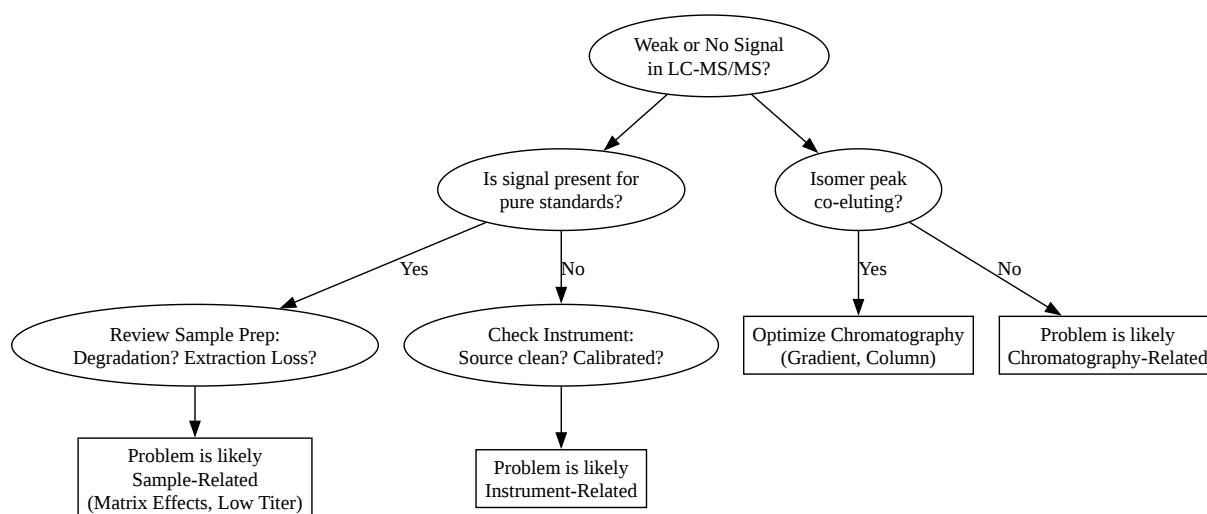 Weak or No Signal
in LC-MS/MS?
Is signal present for
pure standards?
Isomer peak
co-eluting?
Yes
No
Yes
No
Review Sample Prep:
Degradation? Extraction Loss?
Check Instrument:
Source clean? Calibrated?
Optimize Chromatography
(Gradient, Column)
Problem is likely
Chromatography-Related
Problem is likely
Sample-Related
(Matrix Effects, Low Titer)
Problem is likely
Instrument-Related